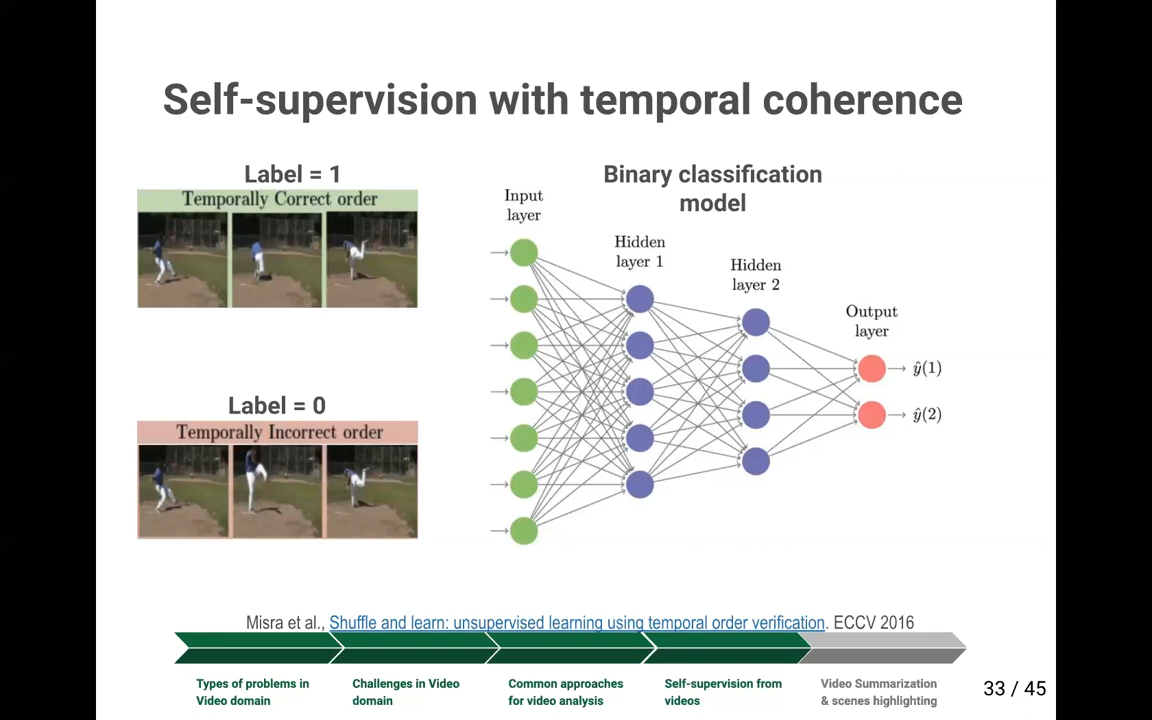 Self-supervision with temporal coherence
Label = 1
Temporally Correct order
Label = 0
Temporally Incorrect order
Binary classification
model
Input
layer
Hidden
layer 1
Hidden
layer 2
Output
layer
ŷ(1)
ŷ(2)
Misra et al., Shuffle and learn: unsupervised learning using temporal order verification. ECCV 2016
Types of problems in
Video domain
Challenges in Video
domain
Common approaches
for video analysis
Self-supervision from
videos
Video Summarization
& scenes highlighting
33 / 45